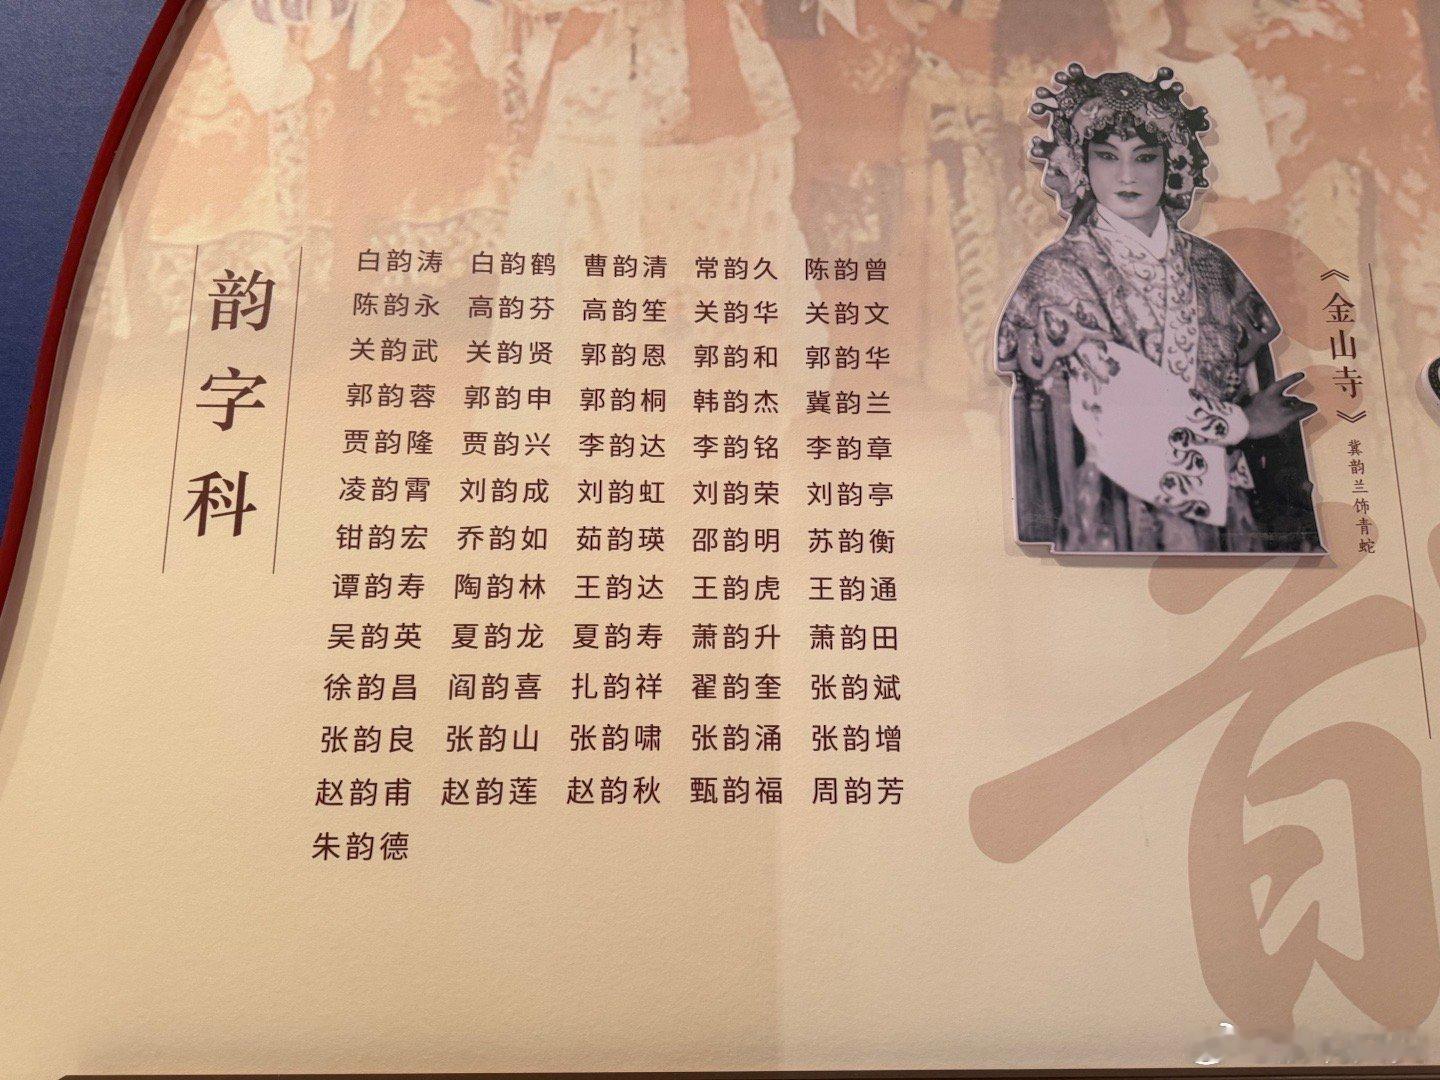 韵字科
白韵涛 白韵鹤 曹韵清 常韵久 陈韵曾
陈韵永 高韵芬 高韵笙 关韵华 关韵文
关韵武 关韵贤 郭韵恩 郭韵和 郭韵华
郭韵蓉 郭韵申 郭韵桐 韩韵杰 冀韵兰
贾韵隆 贾韵兴 李韵达 李韵铭 李韵章
凌韵霄 刘韵成 刘韵虹 刘韵荣 刘韵亭
钳韵宏 乔韵如 茹韵瑛 邵韵明 苏韵衡
谭韵寿 陶韵林 王韵达 王韵虎 王韵通
吴韵英 夏韵龙 夏韵寿 萧韵升 萧韵田
徐韵昌 阎韵喜 扎韵祥 翟韵奎 张韵斌
张韵良 张韵山 张韵啸 张韵涌 张韵增
赵韵甫 赵韵莲 赵韵秋 甄韵福 周韵芳
朱韵德
《金山寺》
冀韵兰饰青蛇